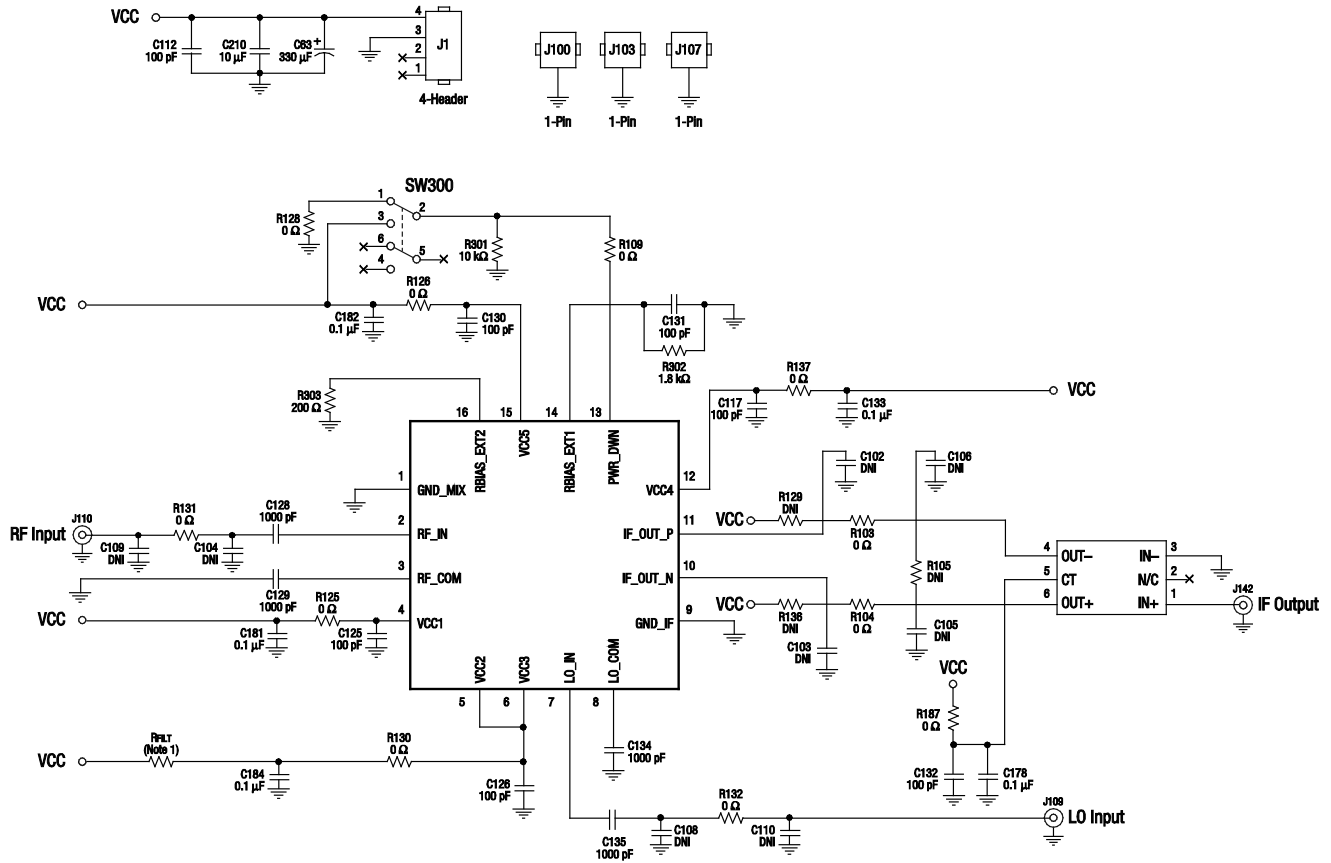 VCC
C112
100 pF
C210
10 µF
C63
330 µF
+
4
3
2
1
J1
4-Header
J100
1-Pin
J103
1-Pin
J107
1-Pin
SW300
1
2
3
6
5
4
R128
0 Ω
R301
10 kΩ
R109
0 Ω
VCC
R126
0 Ω
C182
0.1 µF
C130
100 pF
C131
100 pF
R302
1.8 kΩ
R303
200 Ω
R137
0 Ω
C117
100 pF
C133
0.1 µF
VCC
16
15
14
13
RBIAS_EXT2
VCC5
RBIAS_EXT1
PWR_DWN
1
GND_MIX
2
RF_IN
3
RF_COM
4
VCC1
12
VCC4
11
IF_OUT_P
10
IF_OUT_N
9
GND_IF
VCC2
VCC3
LO_IN
LO_COM
5
6
7
8
RF Input
J110
R131
0 Ω
C128
1000 pF
C109
DNI
C104
DNI
C129
1000 pF
VCC
R125
0 Ω
C181
0.1 µF
C125
100 pF
C102
DNI
C106
DNI
VCC
R129
DNI
R103
0 Ω
R105
DNI
VCC
R136
DNI
R104
0 Ω
C103
DNI
C105
DNI
4
OUT–
IN–
3
5
CT
N/C
2
6
OUT+
IN+
1
J142
IF Output
VCC
R187
0 Ω
C132
100 pF
C178
0.1 µF
VCC
RFILT
(Note 1)
R130
0 Ω
C184
0.1 µF
C126
100 pF
C134
1000 pF
C135
1000 pF
C108
DNI
R132
0 Ω
C110
DNI
J109
LO Input